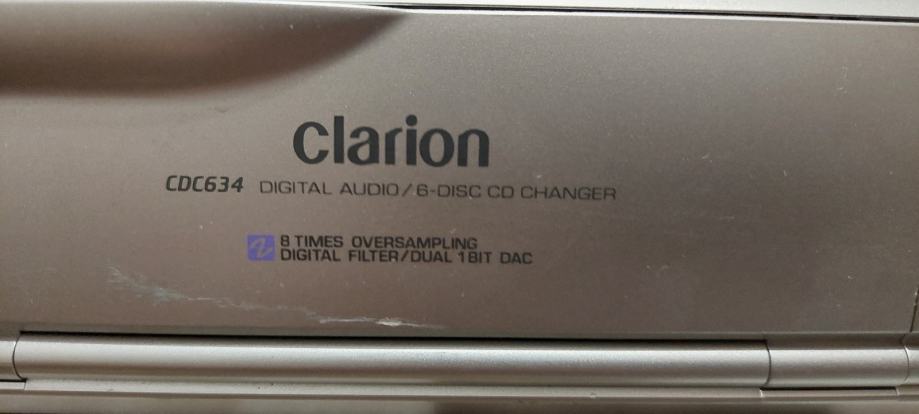 Clarion
CDC634 DIGITAL AUDIO/6-DISC CD CHANGER
8 TIMES OVERSAMPLING
DIGITAL FILTER/DUAL 1BIT DAC